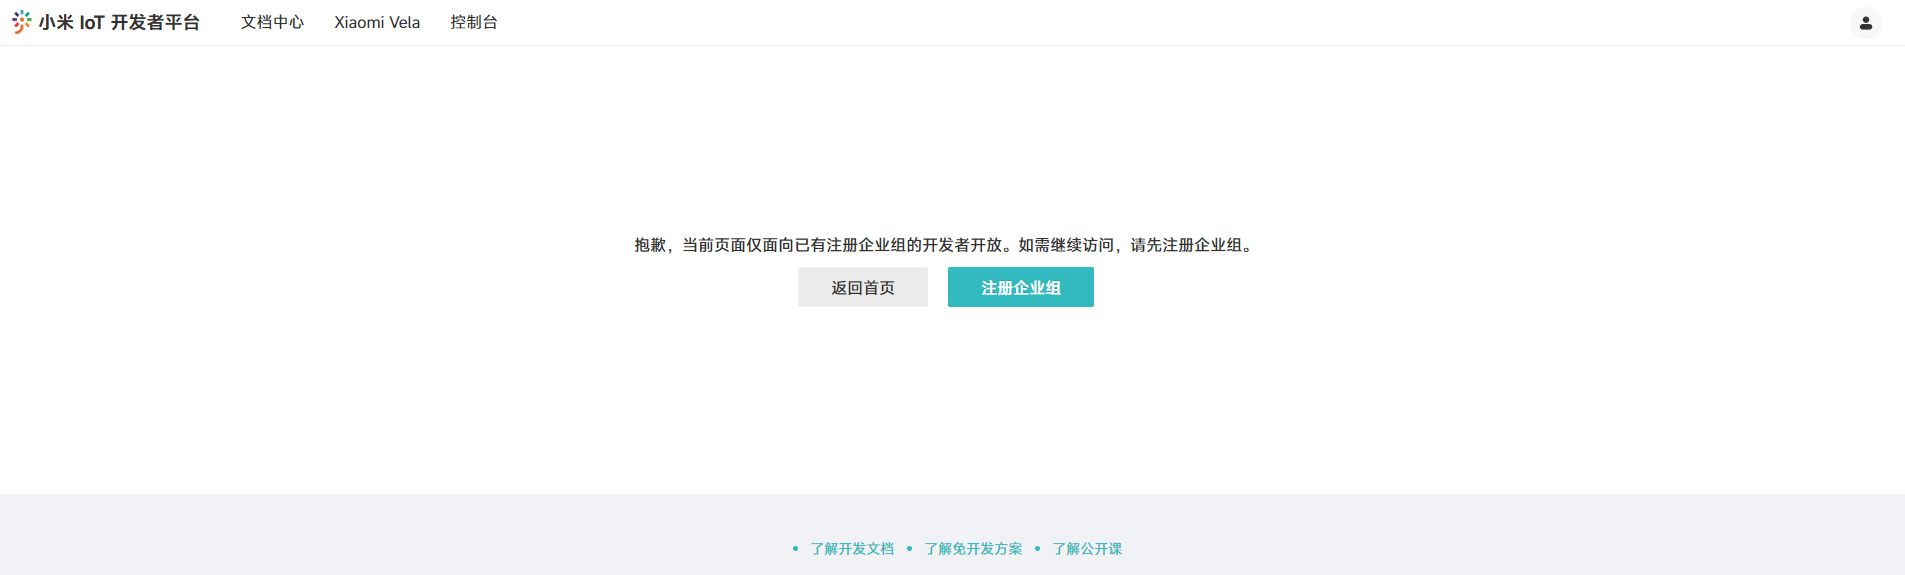 小米 IoT 开发者平台 文档中心 Xiaomi Vela 控制台
抱歉，当前页面仅面向已有注册企业组的开发者开放。如需继续访问，请先注册企业组。
返回首页 注册企业组
了解开发文档 了解免开发方案 了解公开课